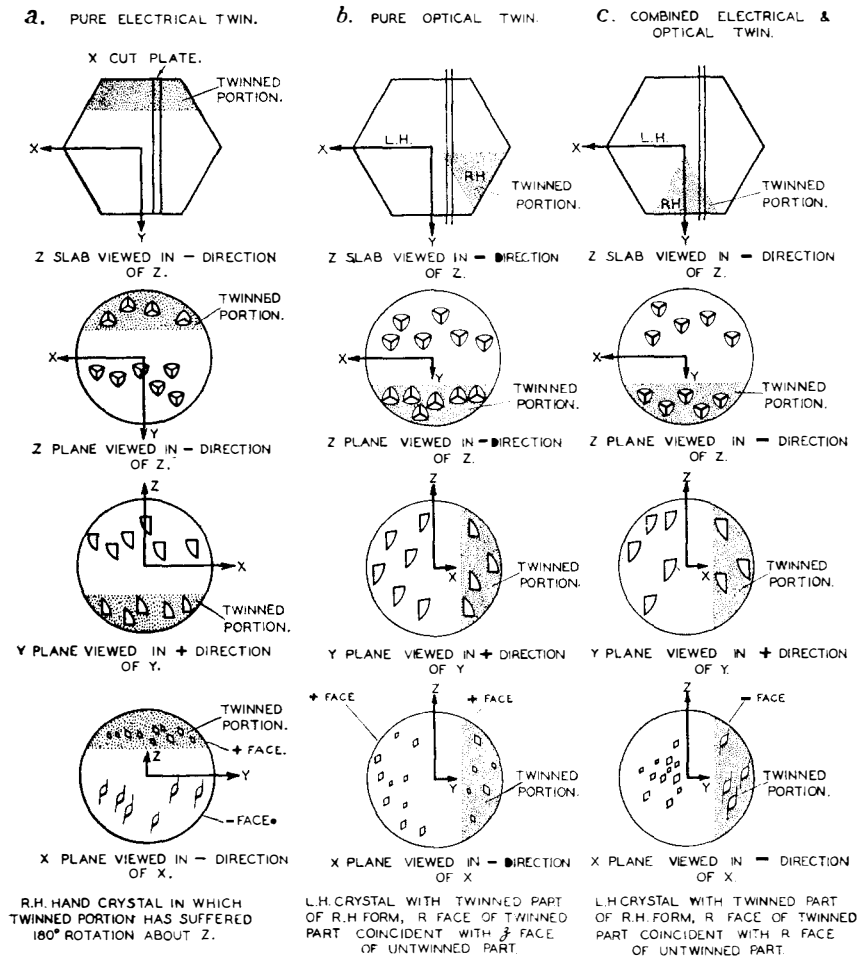 a. PURE ELECTRICAL TWIN.
X CUT PLATE.
TWINNED
PORTION.
X
Y
Z SLAB VIEWED IN – DIRECTION
OF Z.
TWINNED
PORTION.
X
Y
Z PLANE VIEWED IN – DIRECTION
OF Z.
Z
X
TWINNED
PORTION.
Y PLANE VIEWED IN + DIRECTION
OF Y.
TWINNED
PORTION.
+ FACE.
Z
Y
– FACE
X PLANE VIEWED IN – DIRECTION
OF X.
R.H. HAND CRYSTAL IN WHICH
TWINNED PORTION HAS SUFFERED
180° ROTATION ABOUT Z.
b. PURE OPTICAL TWIN.
L.H.
X
RH
TWINNED
PORTION.
Y
Z SLAB VIEWED IN – DIRECTION
OF Z.
X
Y
TWINNED
PORTION.
Z PLANE VIEWED IN – DIRECTION
OF Z.
Z
X
TWINNED
PORTION.
Y PLANE VIEWED IN + DIRECTION
OF Y
+ FACE
Z
+ FACE
Y
TWINNED
PORTION.
X PLANE VIEWED IN – DIRECTION
OF X
L.H. CRYSTAL WITH TWINNED PART
OF R.H FORM, R FACE OF TWINNED
PART COINCIDENT WITH z FACE
OF UNTWINNED PART.
c. COMBINED ELECTRICAL &
OPTICAL TWIN.
L.H.
X
RH
TWINNED
PORTION.
Y
Z SLAB VIEWED IN – DIRECTION
OF Z.
X
Y
TWINNED
PORTION.
Z PLANE VIEWED IN – DIRECTION
OF Z.
Z
X
TWINNED
PORTION.
Y PLANE VIEWED IN + DIRECTION
OF Y.
Z
– FACE
Y
TWINNED
PORTION.
X PLANE VIEWED IN – DIRECTION
OF X.
L.H CRYSTAL WITH TWINNED PART
OF R.H. FORM, R FACE OF TWINNED
PART COINCIDENT WITH R FACE
OF UNTWINNED PART.